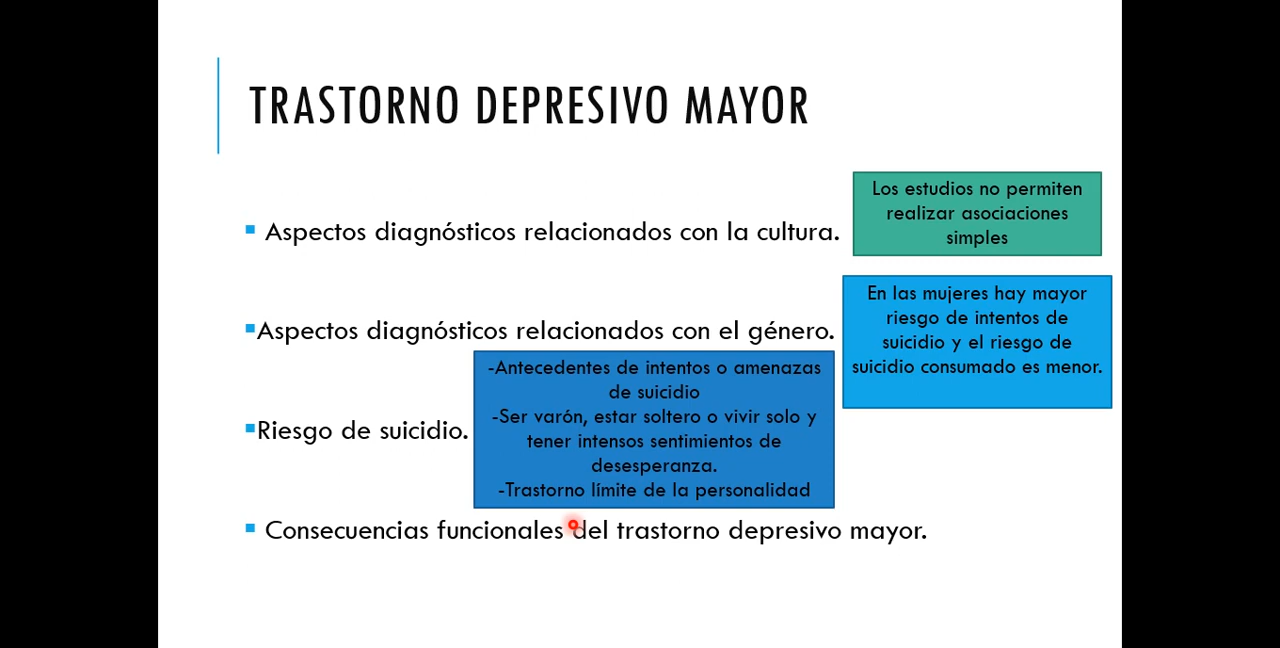 TRASTORNO DEPRESIVO MAYOR
Aspectos diagnósticos relacionados con la cultura.
Los estudios no permiten
realizar asociaciones
simples
Aspectos diagnósticos relacionados con el género.
En las mujeres hay mayor
riesgo de intentos de
suicidio y el riesgo de
suicidio consumado es menor.
Riesgo de suicidio.
-Antecedentes de intentos o amenazas
de suicidio
-Ser varón, estar soltero o vivir solo y
tener intensos sentimientos de
desesperanza.
-Trastorno límite de la personalidad
Consecuencias funcionales del trastorno depresivo mayor.